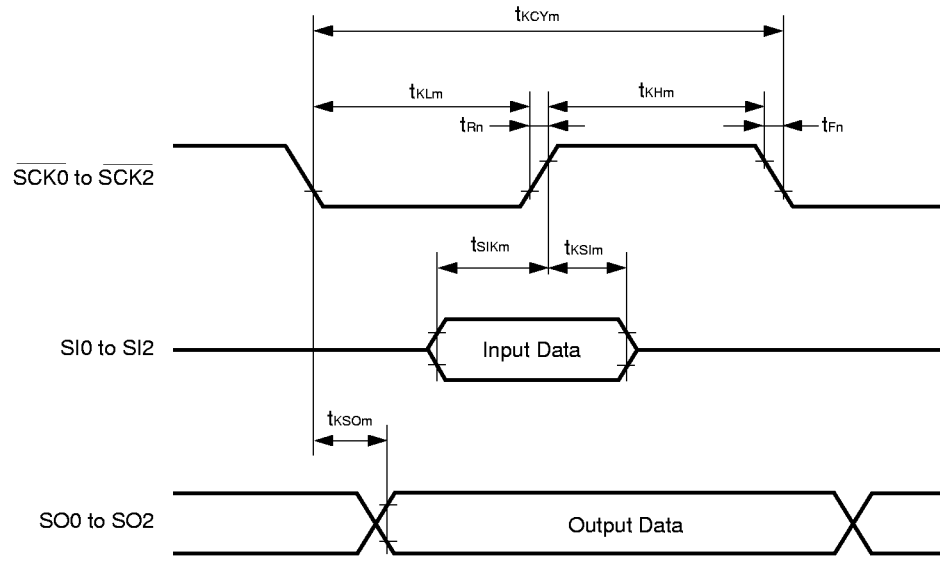 tKCYm
tKLm
tKHm
tRn
tFn
SCK0 to SCK2
tSIKm
tKSIm
SI0 to SI2
Input Data
tKSOm
SO0 to SO2
Output Data